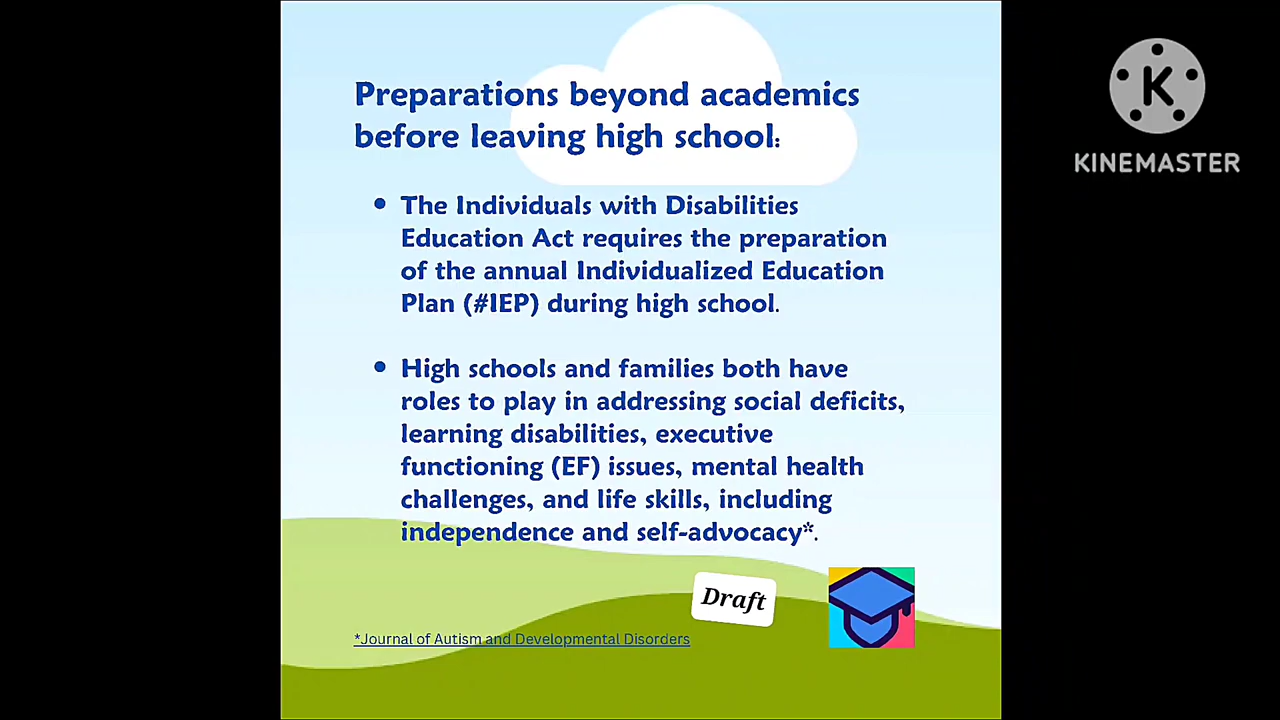 Preparations beyond academics
before leaving high school:
• The Individuals with Disabilities
Education Act requires the preparation
of the annual Individualized Education
Plan (#IEP) during high school.
• High schools and families both have
roles to play in addressing social deficits,
learning disabilities, executive
functioning (EF) issues, mental health
challenges, and life skills, including
independence and self-advocacy*.
Draft
*Journal of Autism and Developmental Disorders
K
KINEMASTER